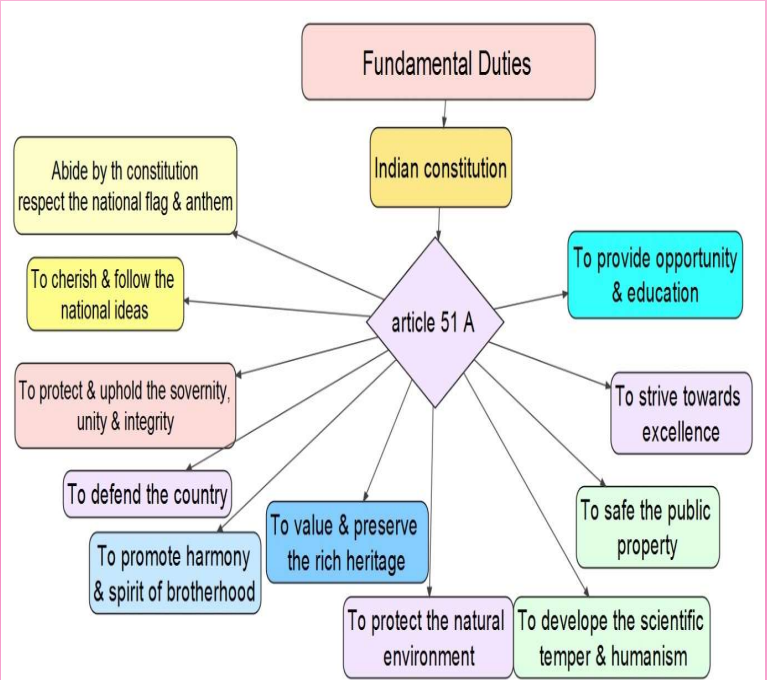 Fundamental Duties
Indian constitution
article 51 A
Abide by th constitution
respect the national flag & anthem
To cherish & follow the
national ideas
To protect & uphold the sovernity,
unity & integrity
To defend the country
To promote harmony
& spirit of brotherhood
To value & preserve
the rich heritage
To protect the natural
environment
To develope the scientific
temper & humanism
To safe the public
property
To strive towards
excellence
To provide opportunity
& education